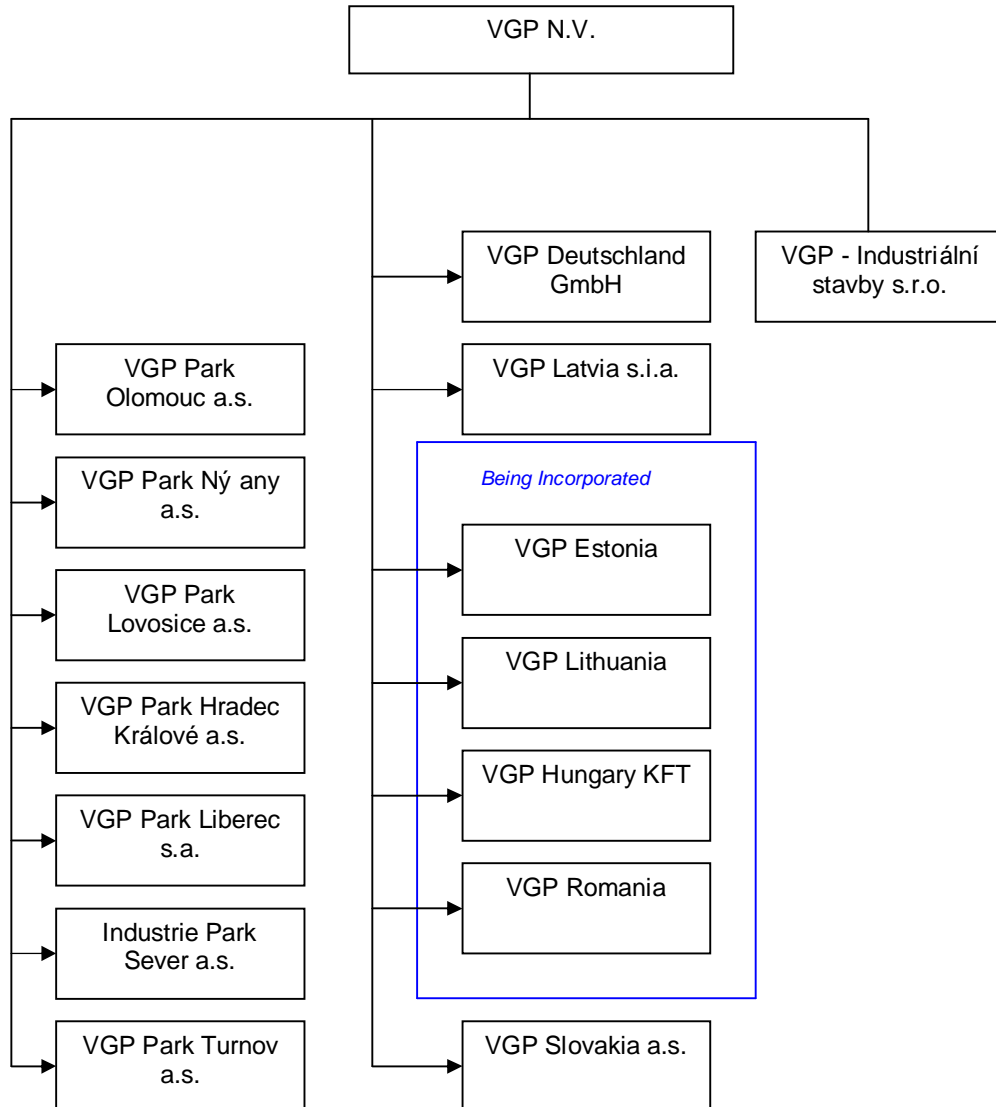 VGP N.V.
VGP Deutschland
GmbH
VGP - Industriální
stavby s.r.o.
VGP Park
Olomouc a.s.
VGP Latvia s.i.a.
VGP Park Ný any
a.s.
Being Incorporated
VGP Estonia
VGP Park
Lovosice a.s.
VGP Lithuania
VGP Park Hradec
Králové a.s.
VGP Hungary KFT
VGP Park Liberec
s.a.
VGP Romania
Industrie Park
Sever a.s.
VGP Park Turnov
a.s.
VGP Slovakia a.s.